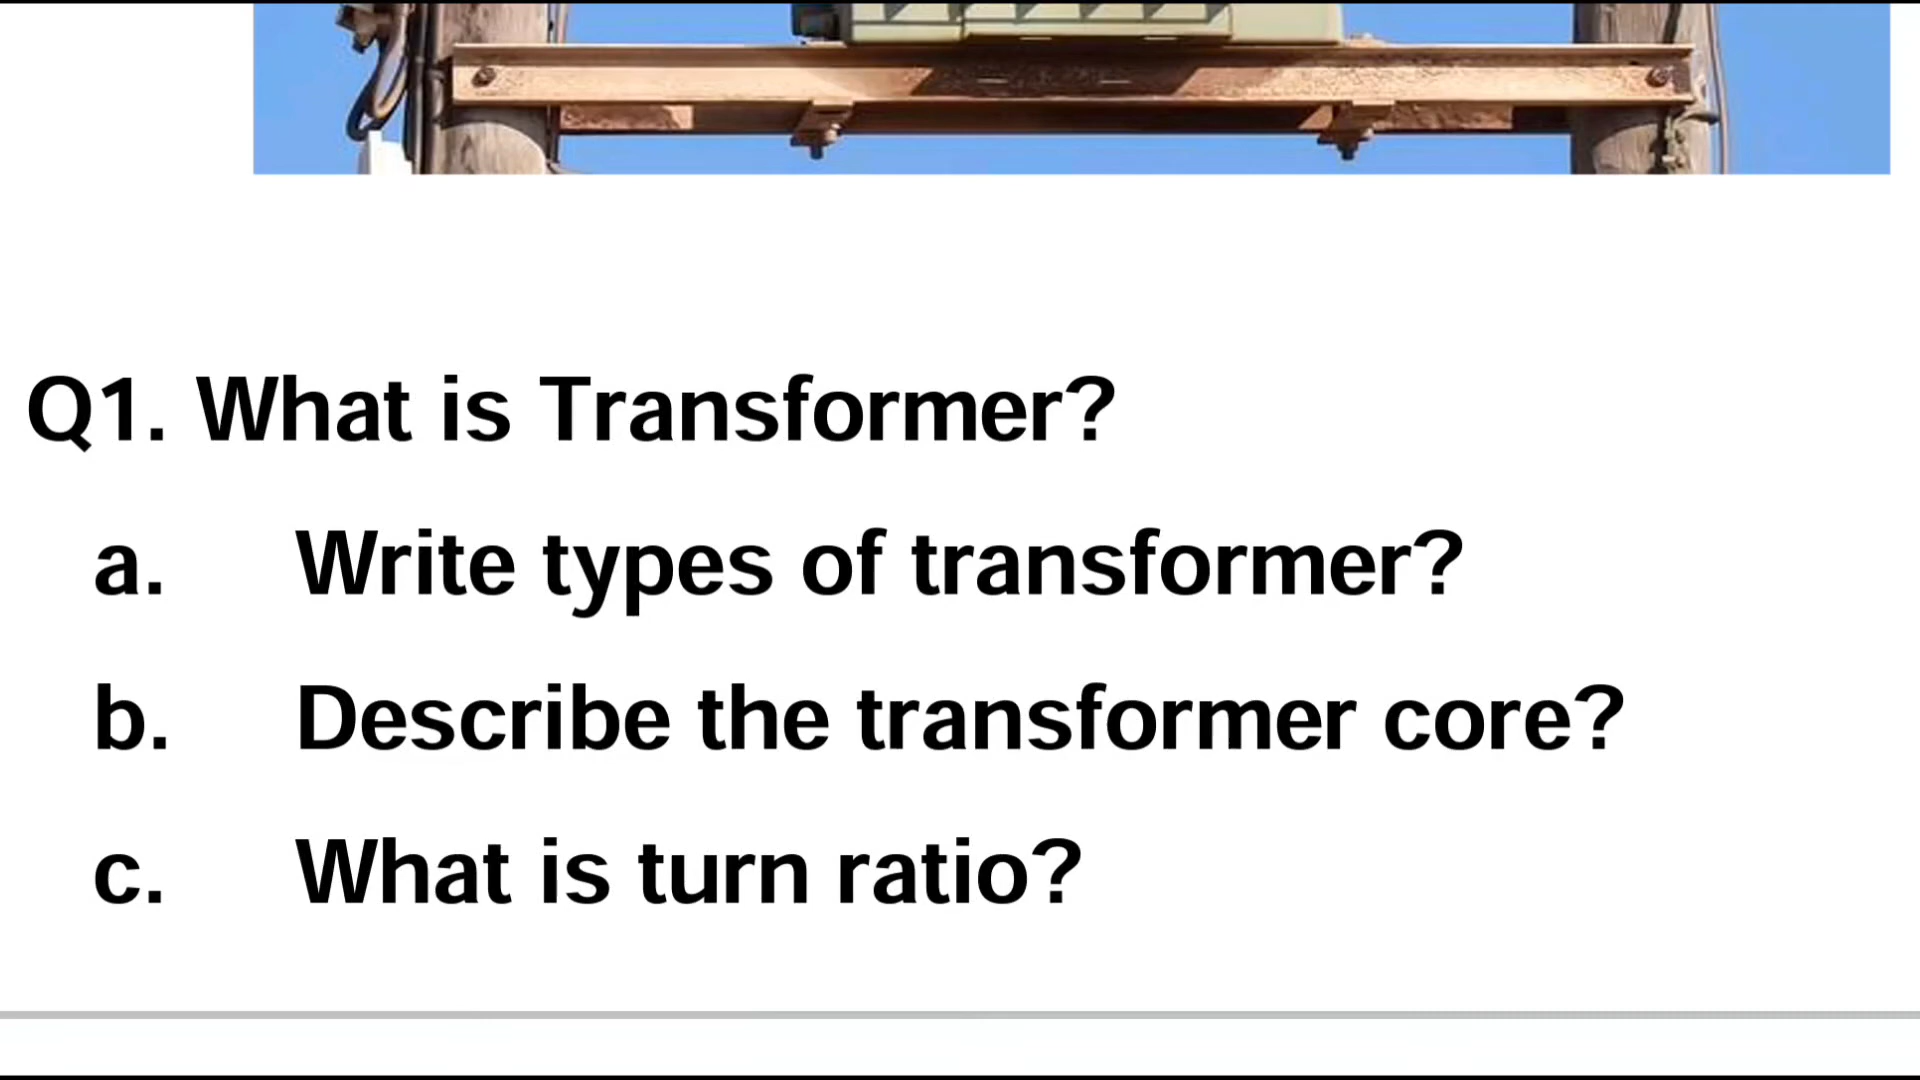 Q1. What is Transformer?
a. Write types of transformer?
b. Describe the transformer core?
c. What is turn ratio?